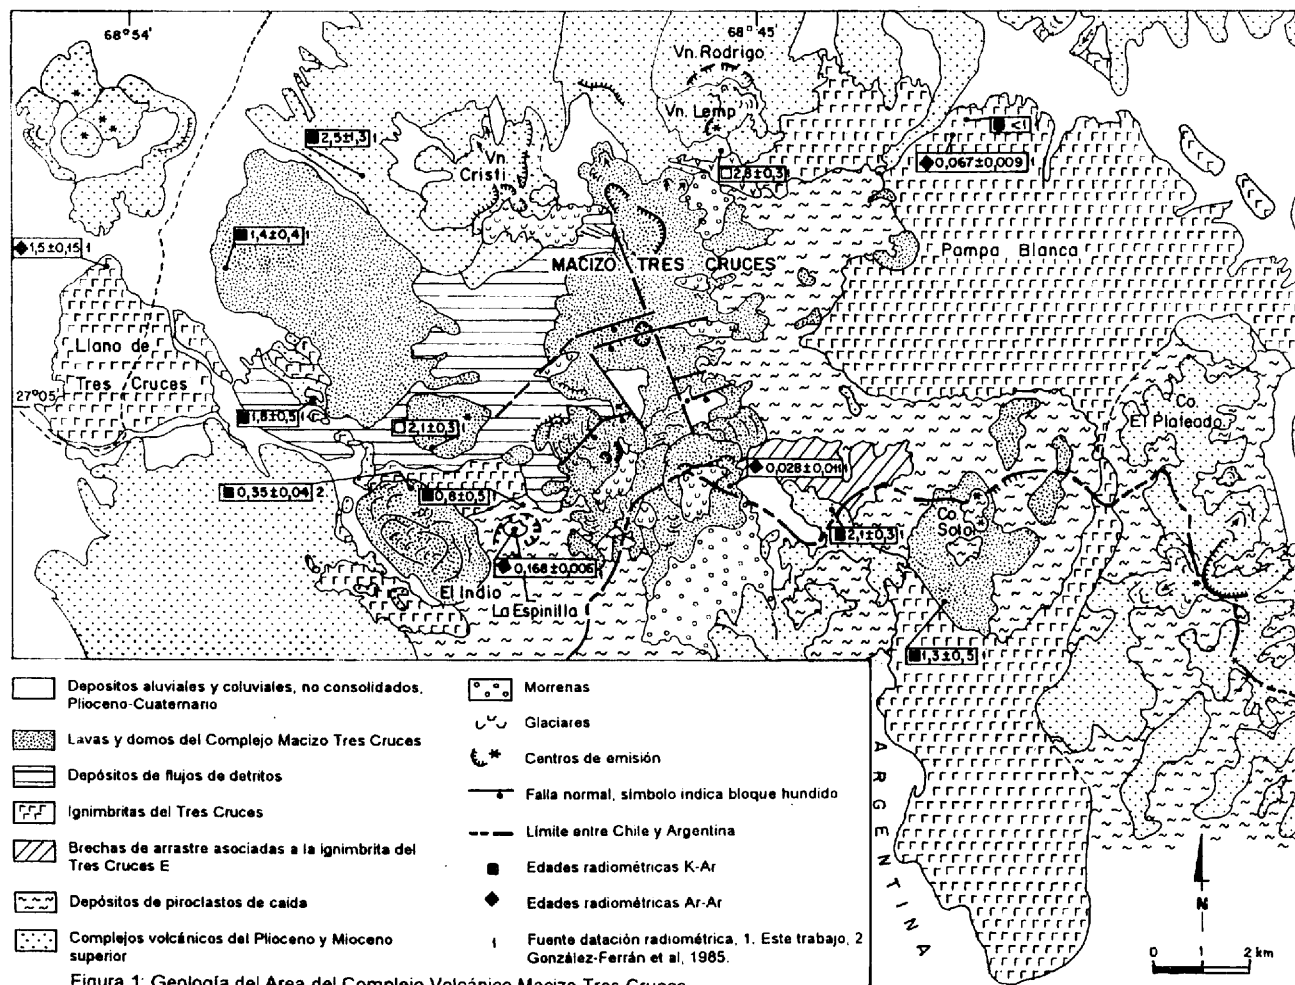 68°54'
68°45'
Vn. Rodrigo
Vn. Lemp
2,5±1,3 1
Vn. Cristi
<1 1
0,067±0,009 1
2,8±0,3 1
1,4±0,4 1
1,5±0,15 1
MACIZO TRES CRUCES
Pampa Blanca
Llano de
Tres Cruces
27°05'
1,8±0,5 1
2,1±0,3 1
Co.
El Plateado
0,028±0,011 1
0,35±0,04 2
0,8±0,5 1
Co.
Solo
2,1±0,3 1
0,168±0,006 1
El Indio
La Espinilla
1,3±0,5 1
ARGENTINA
Depositos aluviales y coluviales, no consolidados,
Plioceno-Cuaternario
Lavas y domos del Complejo Macizo Tres Cruces
Depósitos de flujos de detritos
Ignimbritas del Tres Cruces
Brechas de arrastre asociadas a la Ignimbrita del
Tres Cruces E
Depósitos de piroclastos de caida
Complejos volcánicos del Plioceno y Mioceno
superior
Morrenas
Glaciares
Centros de emisión
Falla normal, símbolo indica bloque hundido
Límite entre Chile y Argentina
Edades radiométricas K-Ar
Edades radiométricas Ar-Ar
1 Fuente datación radiométrica, 1. Este trabajo, 2
González-Ferrán et al, 1985.
N
0 1 2 km
Figura 1: Geología del Area del Complejo Volcánico Macizo Tres Cruces